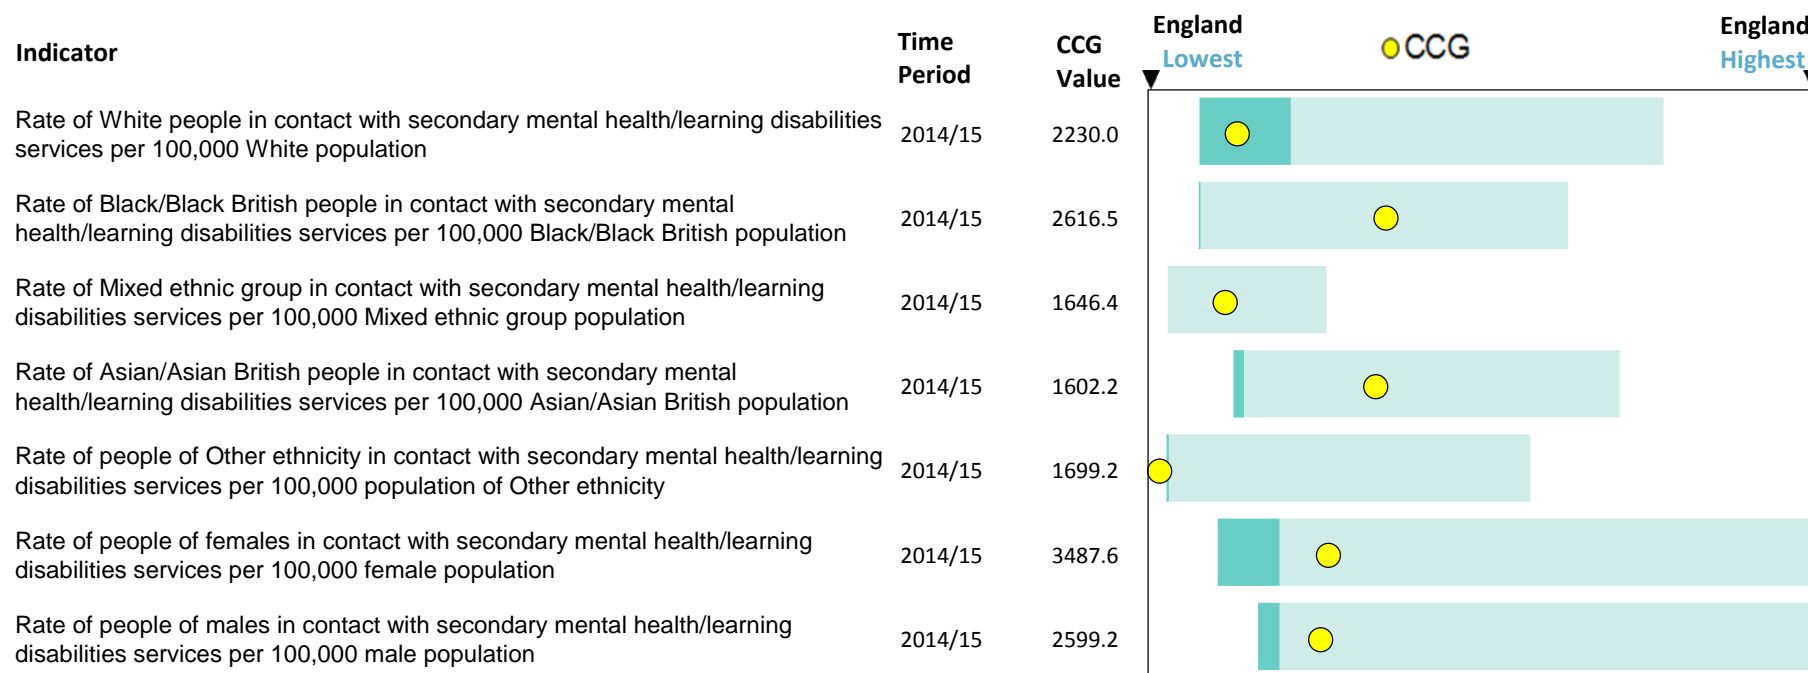 Indicator
Time Period
CCG Value
England Lowest
CCG
England Highest
Rate of White people in contact with secondary mental health/learning disabilities
services per 100,000 White population
2014/15
2230.0
Rate of Black/Black British people in contact with secondary mental
health/learning disabilities services per 100,000 Black/Black British population
2014/15
2616.5
Rate of Mixed ethnic group in contact with secondary mental health/learning
disabilities services per 100,000 Mixed ethnic group population
2014/15
1646.4
Rate of Asian/Asian British people in contact with secondary mental
health/learning disabilities services per 100,000 Asian/Asian British population
2014/15
1602.2
Rate of people of Other ethnicity in contact with secondary mental health/learning
disabilities services per 100,000 population of Other ethnicity
2014/15
1699.2
Rate of people of females in contact with secondary mental health/learning
disabilities services per 100,000 female population
2014/15
3487.6
Rate of people of males in contact with secondary mental health/learning
disabilities services per 100,000 male population
2014/15
2599.2